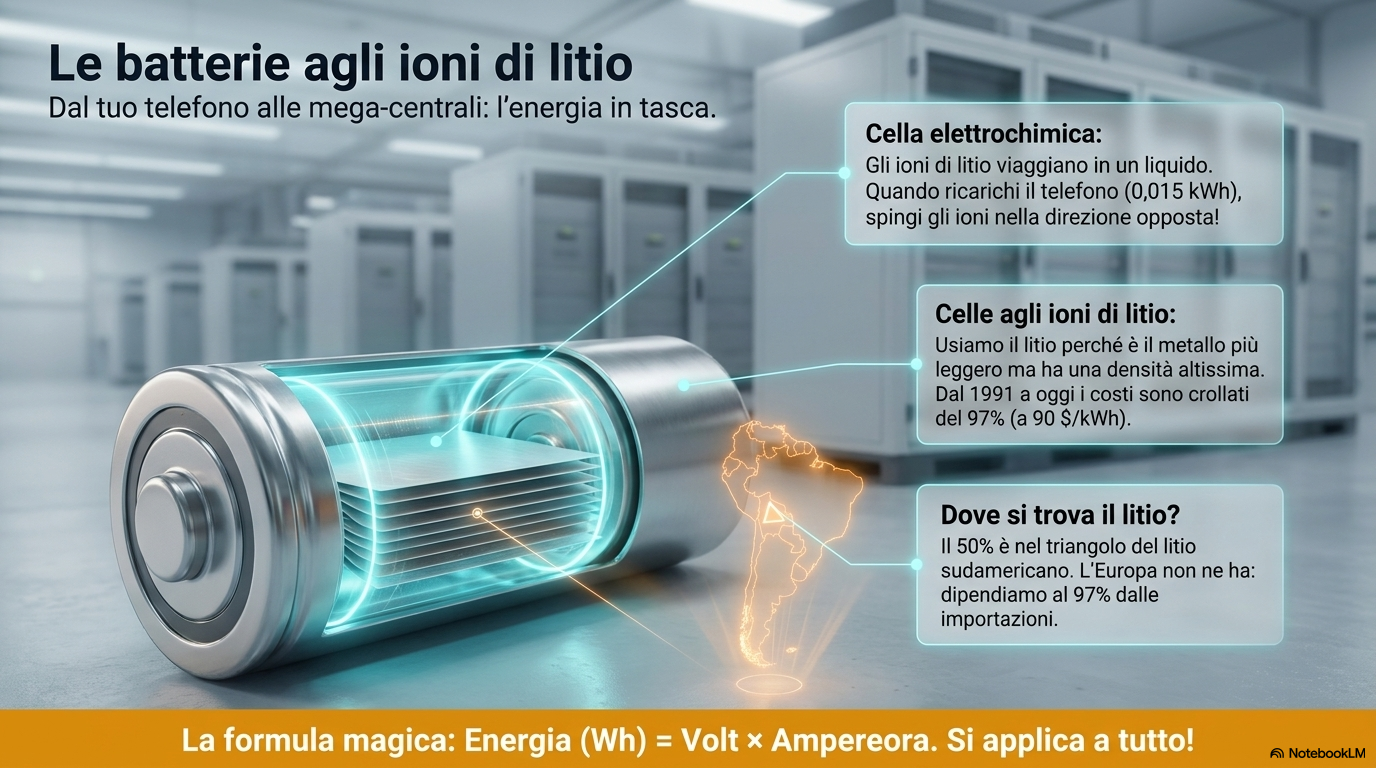 Le batterie agli ioni di litio
Dal tuo telefono alle mega-centrali: l'energia in tasca.
Cella elettrochimica:
Gli ioni di litio viaggiano in un liquido.
Quando ricarichi il telefono (0,015 kWh),
spingi gli ioni nella direzione opposta!
Celle agli ioni di litio:
Usiamo il litio perché è il metallo più
leggero ma ha una densità altissima.
Dal 1991 a oggi i costi sono crollati
del 97% (a 90 $/kWh).
Dove si trova il litio?
Il 50% è nel triangolo del litio
sudamericano. L'Europa non ne ha:
dipendiamo al 97% dalle
importazioni.
La formula magica: Energia (Wh) = Volt × Ampereora. Si applica a tutto!
NotebookLM